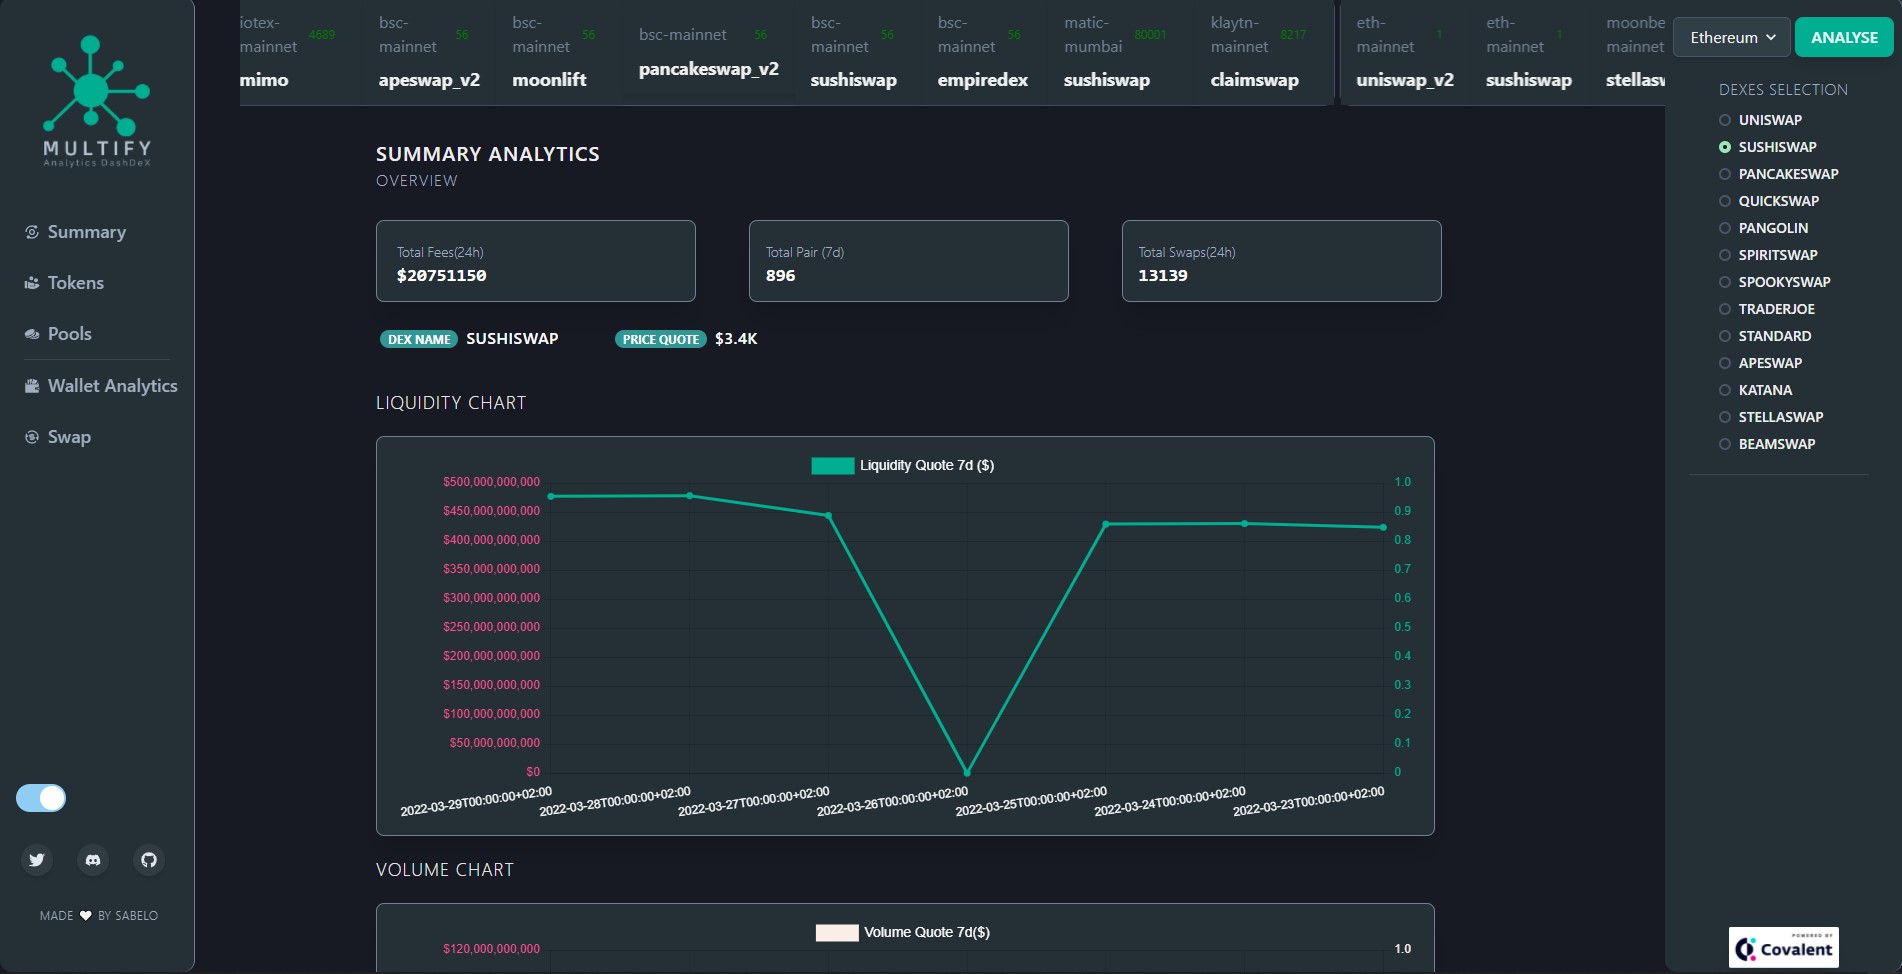 MULTIFY
Analytics DashDeX
Summary
Tokens
Pools
Wallet Analytics
Swap
MADE BY SABELO
iotex-mainnet 4689
mimo
bsc-mainnet 56
apeswap_v2
bsc-mainnet 56
moonlift
bsc-mainnet 56
pancakeswap_v2
bsc-mainnet 56
sushiswap
bsc-mainnet 56
empiredex
matic-mumbai 80001
sushiswap
klaytn-mainnet 8217
claimswap
eth-mainnet 1
uniswap_v2
eth-mainnet 1
sushiswap
moonbe
mainnet
stellasw
SUMMARY ANALYTICS
OVERVIEW
Total Fees(24h)
$20751150
Total Pair (7d)
896
Total Swaps(24h)
13139
DEX NAME SUSHISWAP
PRICE QUOTE $3.4K
LIQUIDITY CHART
Liquidity Quote 7d ($)
$500,000,000,000 1.0
$450,000,000,000 0.9
$400,000,000,000 0.8
$350,000,000,000 0.7
$300,000,000,000 0.6
$250,000,000,000 0.5
$200,000,000,000 0.4
$150,000,000,000 0.3
$100,000,000,000 0.2
$50,000,000,000 0.1
$0 0
2022-03-29T00:00:00+02:00
2022-03-28T00:00:00+02:00
2022-03-27T00:00:00+02:00
2022-03-26T00:00:00+02:00
2022-03-25T00:00:00+02:00
2022-03-24T00:00:00+02:00
2022-03-23T00:00:00+02:00
VOLUME CHART
Volume Quote 7d($)
$120,000,000,000 1.0
Ethereum
ANALYSE
DEXES SELECTION
UNISWAP
SUSHISWAP
PANCAKESWAP
QUICKSWAP
PANGOLIN
SPIRITSWAP
SPOOKYSWAP
TRADERJOE
STANDARD
APESWAP
KATANA
STELLASWAP
BEAMSWAP
POWERED BY
Covalent